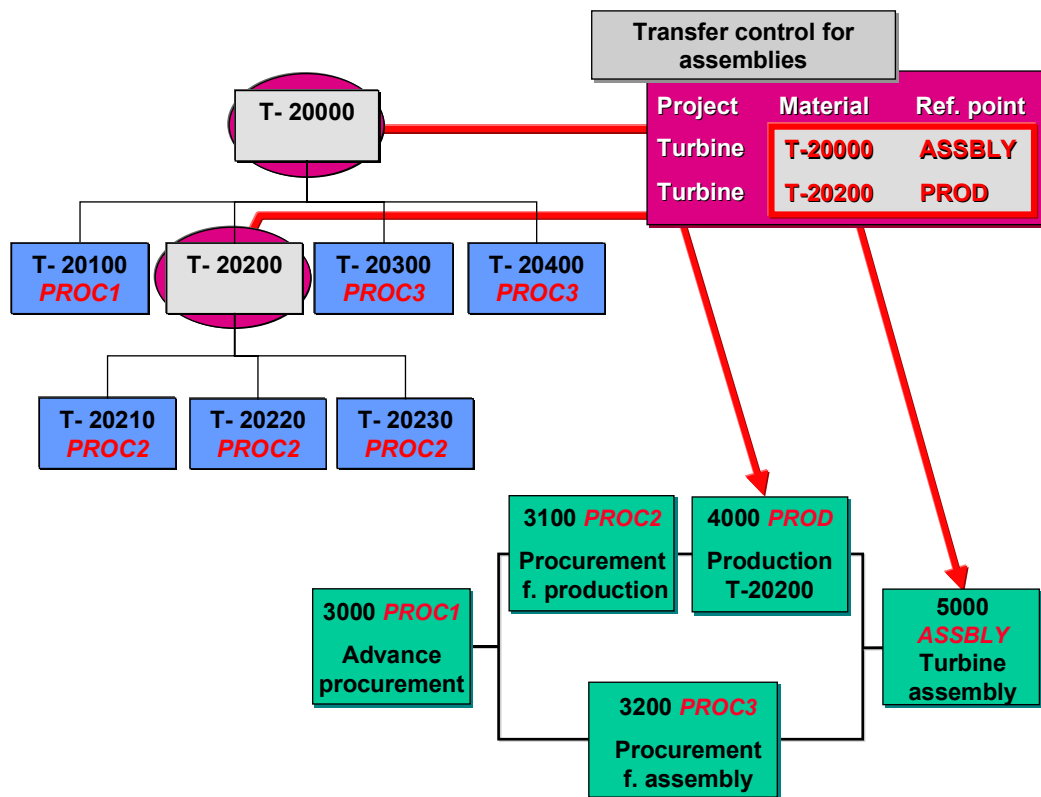 Transfer control for
assemblies
Project Material Ref. point
Turbine T-20000 ASSBLY
Turbine T-20200 PROD
T- 20000
T- 20100
PROC1
T- 20200
T- 20300
PROC3
T- 20400
PROC3
T- 20210
PROC2
T- 20220
PROC2
T- 20230
PROC2
3100 PROC2
Procurement
f. production
4000 PROD
Production
T-20200
3000 PROC1
Advance
procurement
5000
ASSBLY
Turbine
assembly
3200 PROC3
Procurement
f. assembly